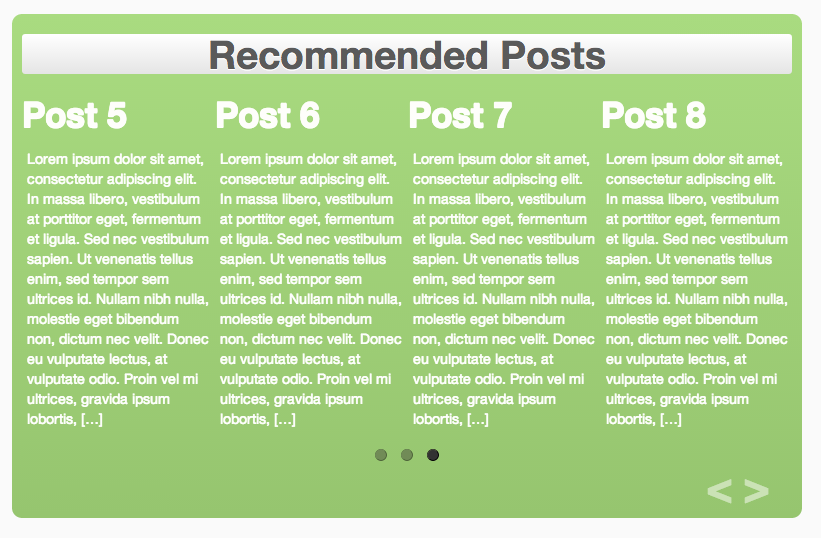 Recommended Posts
Post 5
Lorem ipsum dolor sit amet,
consectetur adipiscing elit.
In massa libero, vestibulum
at porttitor eget, fermentum
et ligula. Sed nec vestibulum
sapien. Ut venenatis tellus
enim, sed tempor sem
ultrices id. Nullam nibh nulla,
molestie eget bibendum
non, dictum nec velit. Donec
eu vulputate lectus, at
vulputate odio. Proin vel mi
ultrices, gravida ipsum
lobortis, [...]
Post 6
Lorem ipsum dolor sit amet,
consectetur adipiscing elit.
In massa libero, vestibulum
at porttitor eget, fermentum
et ligula. Sed nec vestibulum
sapien. Ut venenatis tellus
enim, sed tempor sem
ultrices id. Nullam nibh nulla,
molestie eget bibendum
non, dictum nec velit. Donec
eu vulputate lectus, at
vulputate odio. Proin vel mi
ultrices, gravida ipsum
lobortis, [...]
Post 7
Lorem ipsum dolor sit amet,
consectetur adipiscing elit.
In massa libero, vestibulum
at porttitor eget, fermentum
et ligula. Sed nec vestibulum
sapien. Ut venenatis tellus
enim, sed tempor sem
ultrices id. Nullam nibh nulla,
molestie eget bibendum
non, dictum nec velit. Donec
eu vulputate lectus, at
vulputate odio. Proin vel mi
ultrices, gravida ipsum
lobortis, [...]
Post 8
Lorem ipsum dolor sit amet,
consectetur adipiscing elit.
In massa libero, vestibulum
at porttitor eget, fermentum
et ligula. Sed nec vestibulum
sapien. Ut venenatis tellus
enim, sed tempor sem
ultrices id. Nullam nibh nulla,
molestie eget bibendum
non, dictum nec velit. Donec
eu vulputate lectus, at
vulputate odio. Proin vel mi
ultrices, gravida ipsum
lobortis, [...]
< >